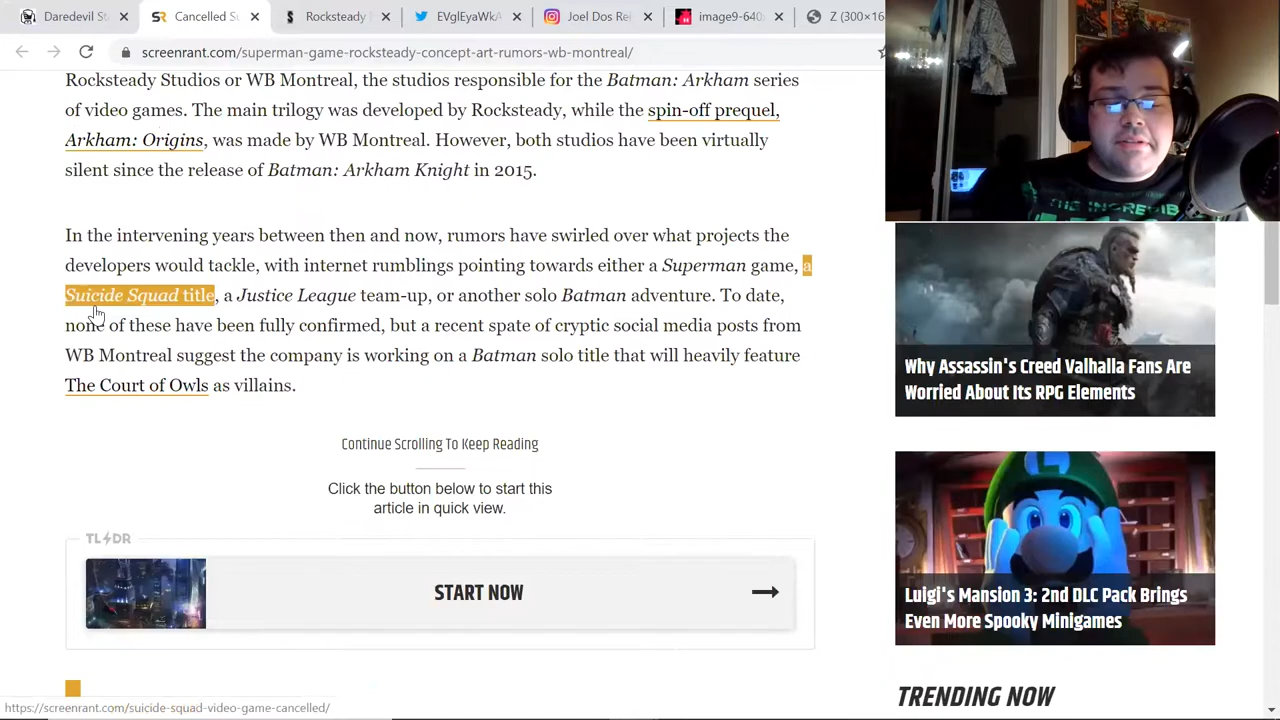 Daredevil St
Cancelled Su
Rocksteady
EVglEyaWkA
Joel Dos Rei
image9-640x
Z (300×16
screenrant.com/superman-game-rocksteady-concept-art-rumors-wb-montreal/
Rocksteady Studios or WB Montreal, the studios responsible for the Batman: Arkham series
of video games. The main trilogy was developed by Rocksteady, while the spin-off prequel,
Arkham: Origins, was made by WB Montreal. However, both studios have been virtually
silent since the release of Batman: Arkham Knight in 2015.
In the intervening years between then and now, rumors have swirled over what projects the
developers would tackle, with internet rumblings pointing towards either a Superman game, a
Suicide Squad title, a Justice League team-up, or another solo Batman adventure. To date,
none of these have been fully confirmed, but a recent spate of cryptic social media posts from
WB Montreal suggest the company is working on a Batman solo title that will heavily feature
The Court of Owls as villains.
Continue Scrolling To Keep Reading
Click the button below to start this
article in quick view.
TL DR
START NOW
THE INCREDIB
Why Assassin's Creed Valhalla Fans Are
Worried About Its RPG Elements
Luigi's Mansion 3: 2nd DLC Pack Brings
Even More Spooky Minigames
TRENDING NOW
https://screenrant.com/suicide-squad-video-game-cancelled/